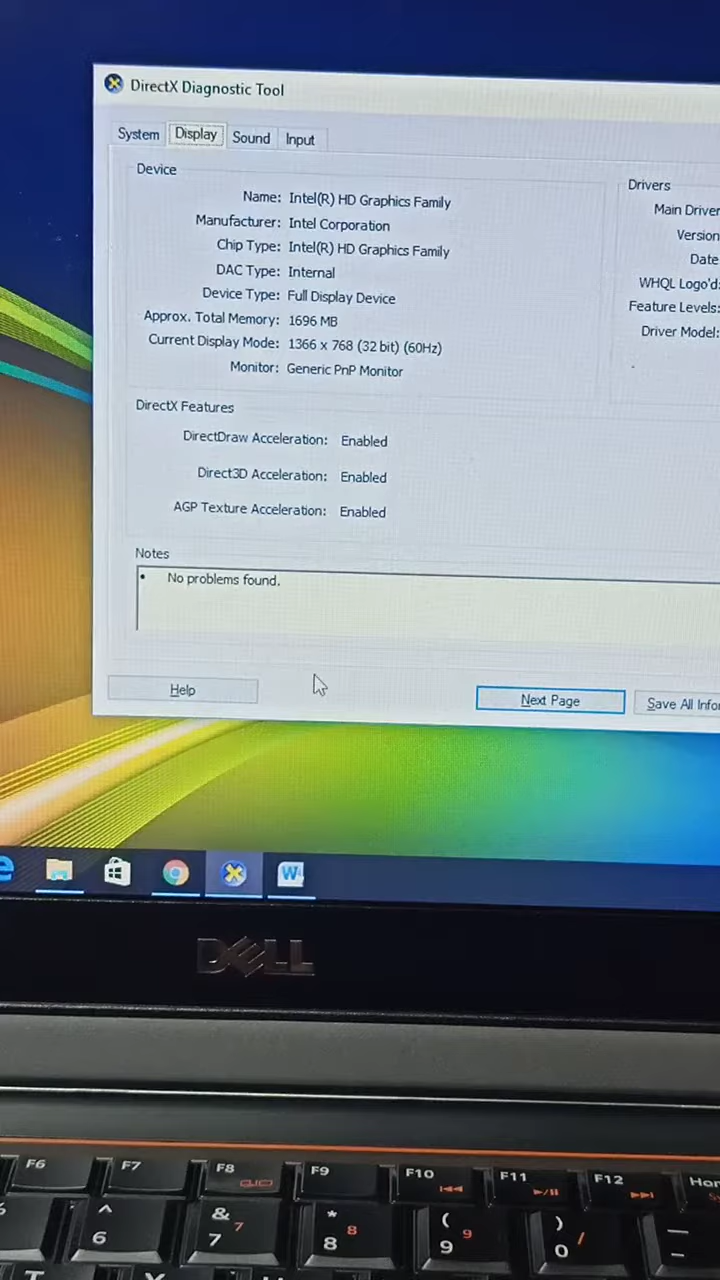 DirectX Diagnostic Tool
System Display Sound Input
Device
Name: Intel(R) HD Graphics Family
Manufacturer: Intel Corporation
Chip Type: Intel(R) HD Graphics Family
DAC Type: Internal
Device Type: Full Display Device
Approx. Total Memory: 1696 MB
Current Display Mode: 1366 x 768 (32 bit) (60Hz)
Monitor: Generic PnP Monitor
Drivers
Main Driver
Version
Date
WHQL Logo'd:
Feature Levels:
Driver Model:
DirectX Features
DirectDraw Acceleration: Enabled
Direct3D Acceleration: Enabled
AGP Texture Acceleration: Enabled
Notes
• No problems found.
Help
Next Page
Save All Info
W
DELL
F6 F7 F8 F9 F10 F11 F12
^ & * ( )
6 7 7 8 8 9 9 0 /